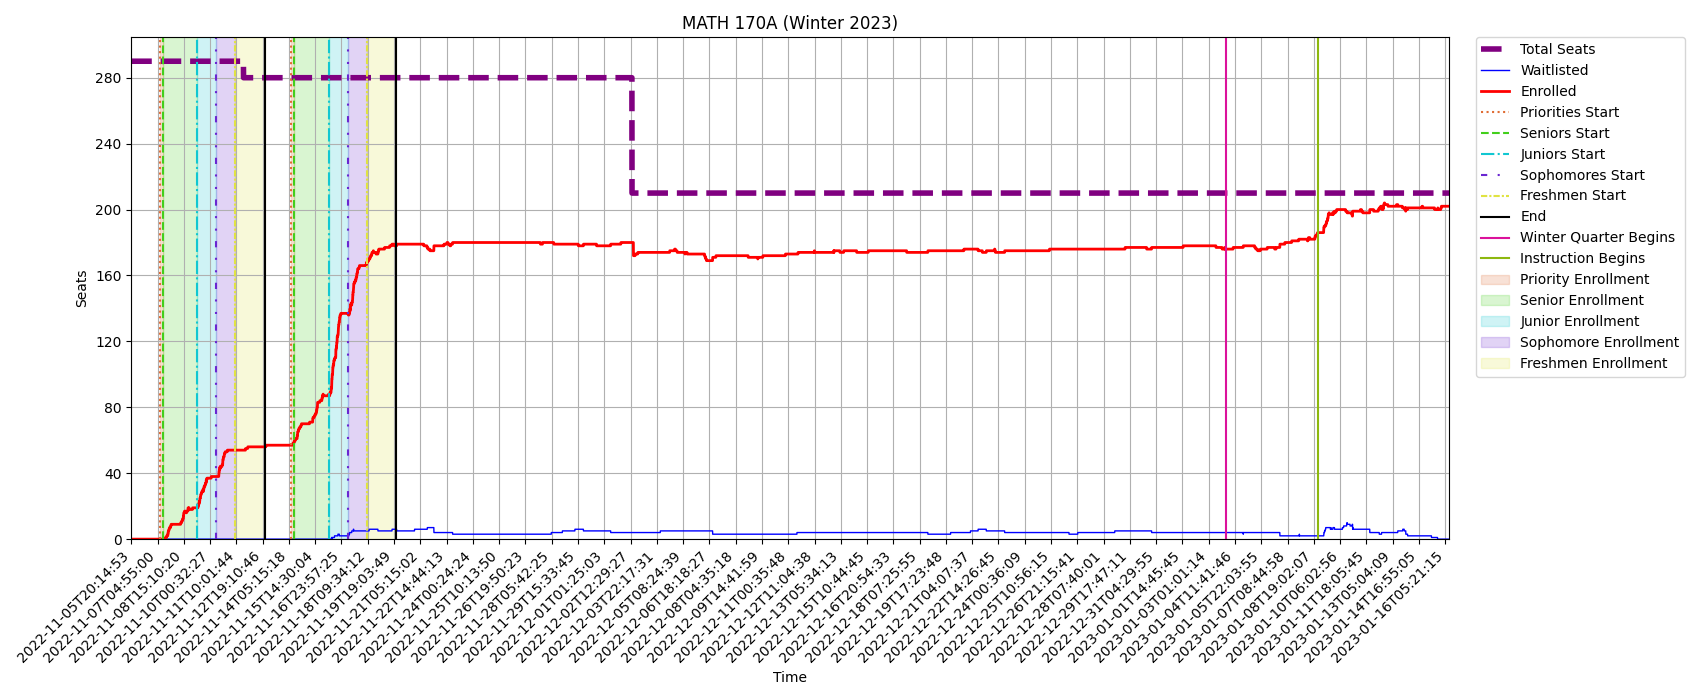 MATH 170A (Winter 2023)
Seats
280
240
200
160
120
80
40
0
2022-11-05T20:14:53
2022-11-07T04:55:00
2022-11-08T15:10:20
2022-11-10T00:32:27
2022-11-11T10:01:44
2022-11-12T19:10:46
2022-11-14T05:15:18
2022-11-15T14:30:04
2022-11-16T23:57:25
2022-11-18T09:34:12
2022-11-19T19:03:49
2022-11-21T05:15:02
2022-11-22T14:44:13
2022-11-24T00:24:24
2022-11-25T10:13:50
2022-11-26T19:50:23
2022-11-28T05:42:25
2022-11-29T15:33:45
2022-12-01T01:25:03
2022-12-02T12:29:27
2022-12-03T22:17:31
2022-12-05T08:24:39
2022-12-06T18:18:27
2022-12-08T04:35:18
2022-12-09T14:41:59
2022-12-11T00:35:48
2022-12-12T11:04:38
2022-12-13T05:34:13
2022-12-15T10:44:45
2022-12-16T20:54:33
2022-12-18T07:25:55
2022-12-19T17:23:48
2022-12-21T04:07:37
2022-12-22T14:26:45
2022-12-24T00:36:09
2022-12-25T10:56:15
2022-12-26T21:15:41
2022-12-28T07:40:01
2022-12-29T17:47:11
2022-12-31T04:29:55
2023-01-01T14:45:45
2023-01-03T01:01:14
2023-01-04T11:41:46
2023-01-05T22:03:55
2023-01-07T08:44:58
2023-01-08T19:02:07
2023-01-10T06:02:56
2023-01-11T18:05:45
2023-01-13T05:04:09
2023-01-14T16:55:05
2023-01-16T05:21:15
Time
Total Seats
Waitlisted
Enrolled
Priorities Start
Seniors Start
Juniors Start
Sophomores Start
Freshmen Start
End
Winter Quarter Begins
Instruction Begins
Priority Enrollment
Senior Enrollment
Junior Enrollment
Sophomore Enrollment
Freshmen Enrollment